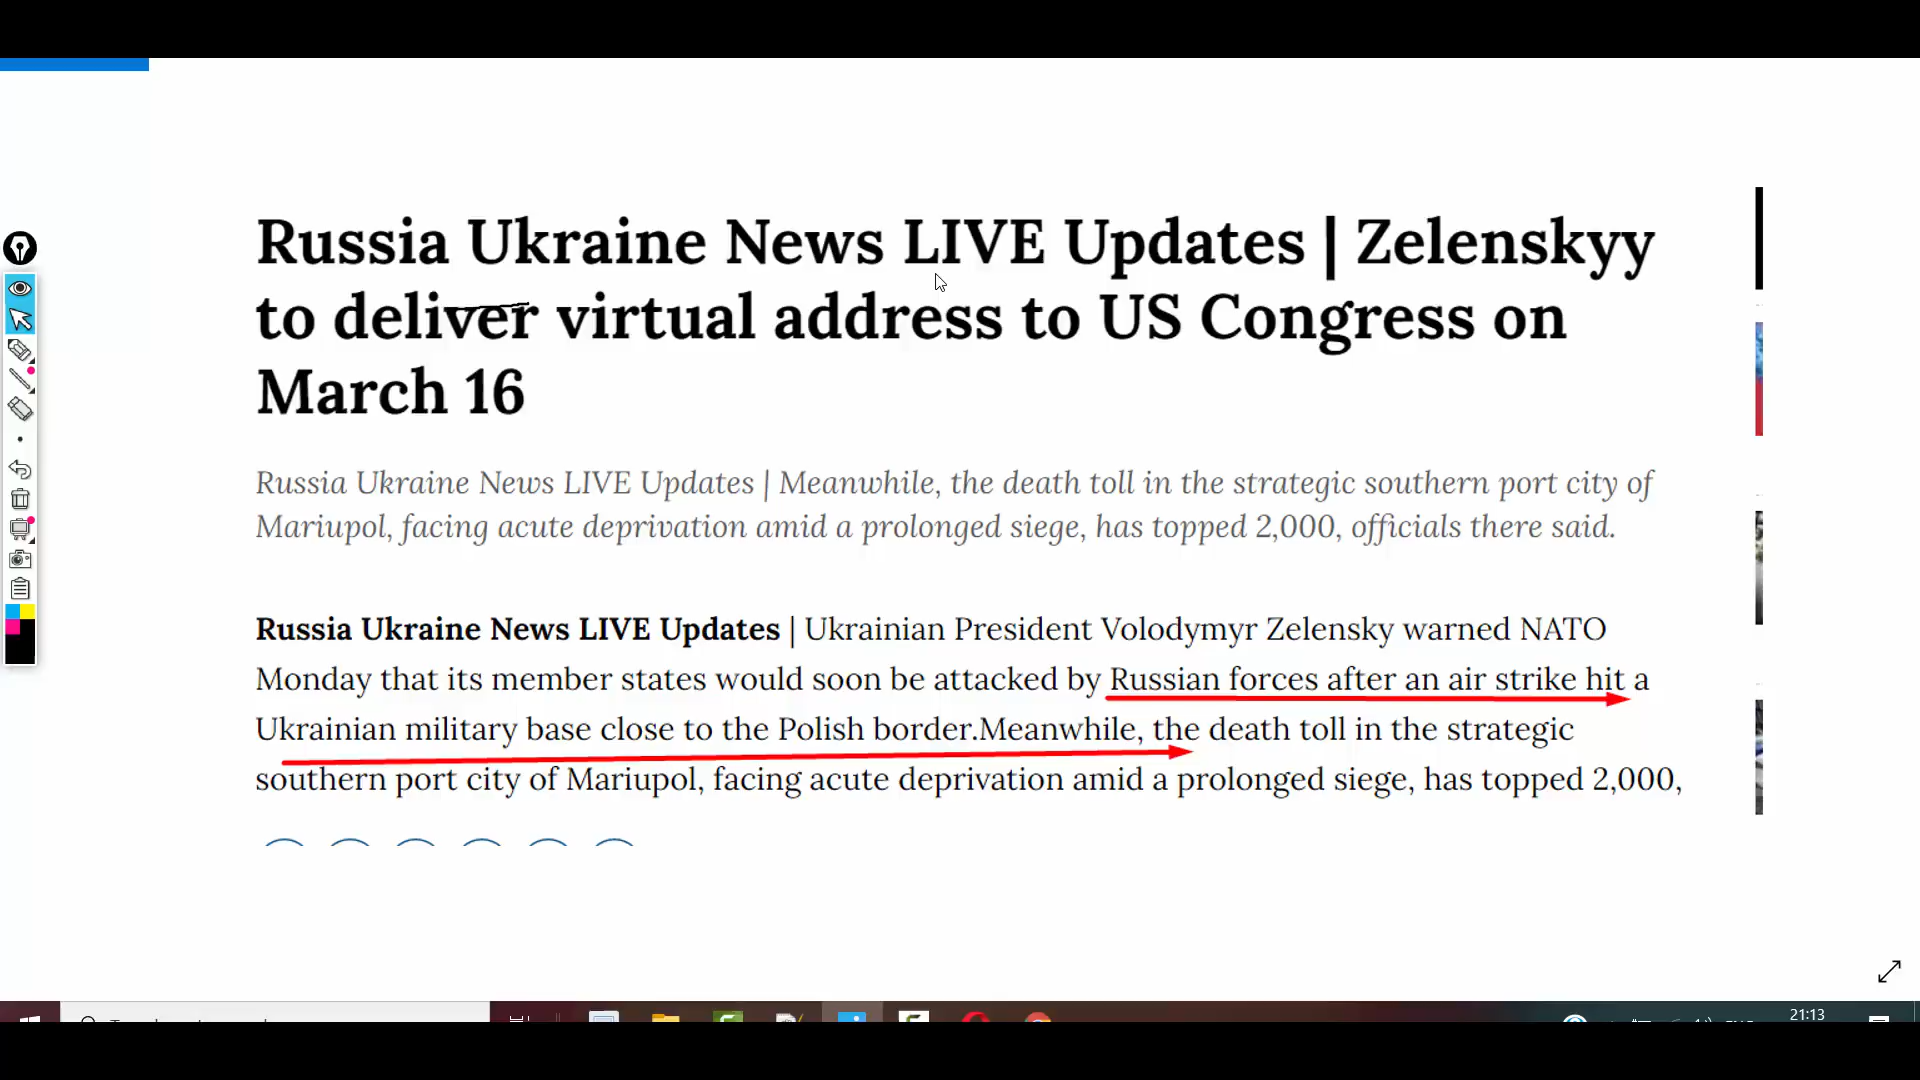 Russia Ukraine News LIVE Updates | Zelenskyy
to deliver virtual address to US Congress on
March 16
Russia Ukraine News LIVE Updates | Meanwhile, the death toll in the strategic southern port city of
Mariupol, facing acute deprivation amid a prolonged siege, has topped 2,000, officials there said.
Russia Ukraine News LIVE Updates | Ukrainian President Volodymyr Zelensky warned NATO
Monday that its member states would soon be attacked by Russian forces after an air strike hit a
Ukrainian military base close to the Polish border.Meanwhile, the death toll in the strategic
southern port city of Mariupol, facing acute deprivation amid a prolonged siege, has topped 2,000,
21:13